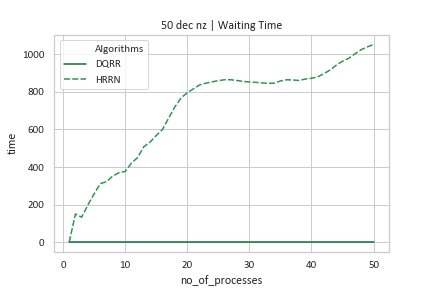 50 dec nz | Waiting Time
Algorithms
DQRR
HRRN
time
1000
800
600
400
200
0
0 10 20 30 40 50
no_of_processes